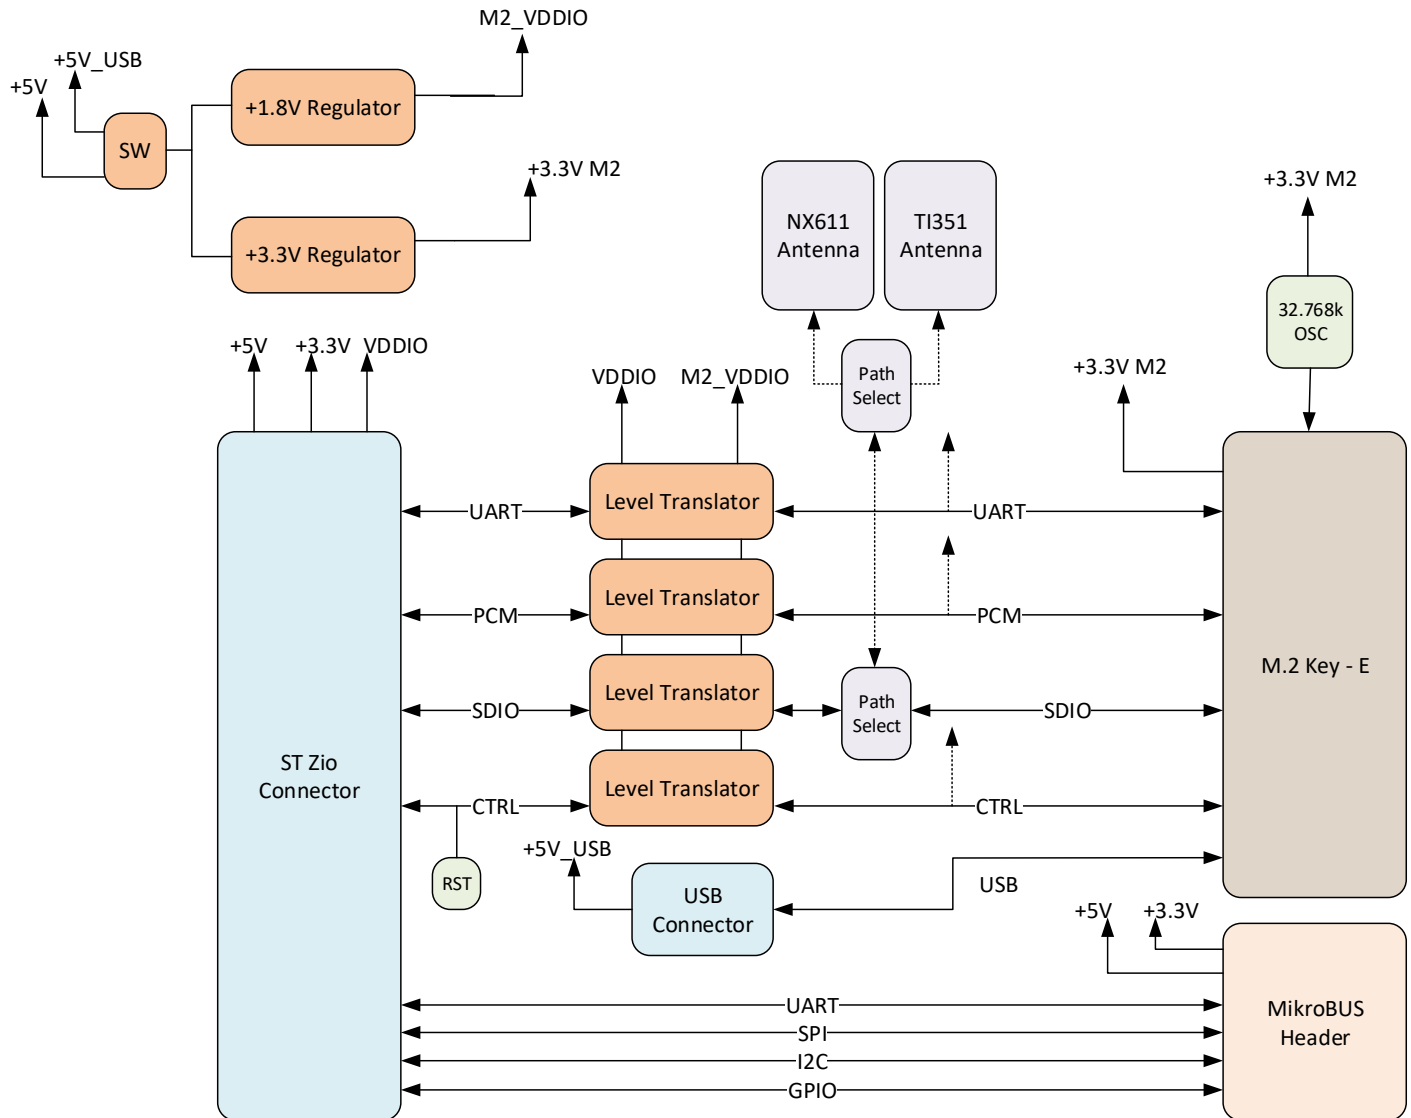 M2_VDDIO
+5V_USB
+5V
SW
+1.8V Regulator
+3.3V M2
+3.3V Regulator
NX611
Antenna
TI351
Antenna
+3.3V M2
32.768k
OSC
+5V
+3.3V
VDDIO
VDDIO
M2_VDDIO
Path
Select
+3.3V M2
UART
Level Translator
UART
PCM
Level Translator
PCM
M.2 Key - E
SDIO
Level Translator
Path
Select
SDIO
ST Zio
Connector
CTRL
Level Translator
CTRL
+5V_USB
RST
USB
Connector
USB
+5V
+3.3V
UART
SPI
I2C
GPIO
MikroBUS
Header